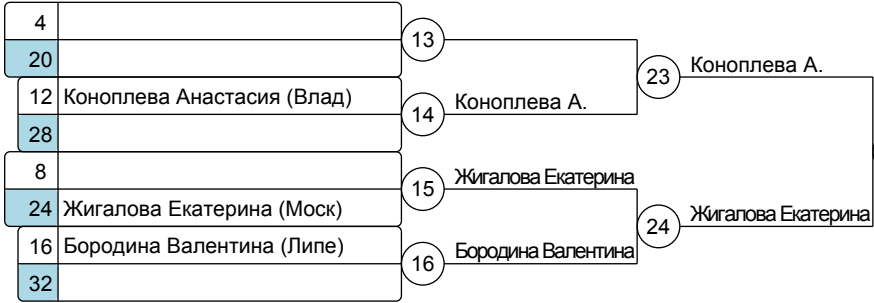 4
20
13
12 Коноплева Анастасия (Влад)
28
14
Коноплева А.
23
Коноплева А.
8
24 Жигалова Екатерина (Моск)
15
Жигалова Екатерина
16 Бородина Валентина (Липе)
32
16
Бородина Валентина
24
Жигалова Екатерина